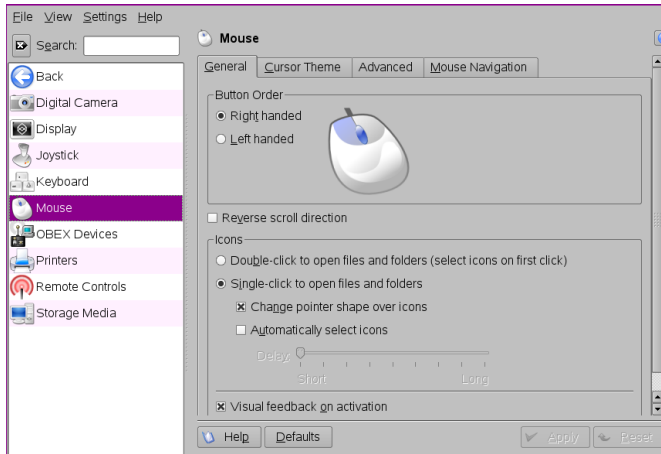 File View Settings Help
Search:
Back
Digital Camera
Display
Joystick
Keyboard
Mouse
OBEX Devices
Printers
Remote Controls
Storage Media
Mouse
General Cursor Theme Advanced Mouse Navigation
Button Order
Right handed
Left handed
Reverse scroll direction
Icons
Double-click to open files and folders (select icons on first click)
Single-click to open files and folders
Change pointer shape over icons
Automatically select icons
Delay:
Short Long
Visual feedback on activation
Help Defaults Apply Reset